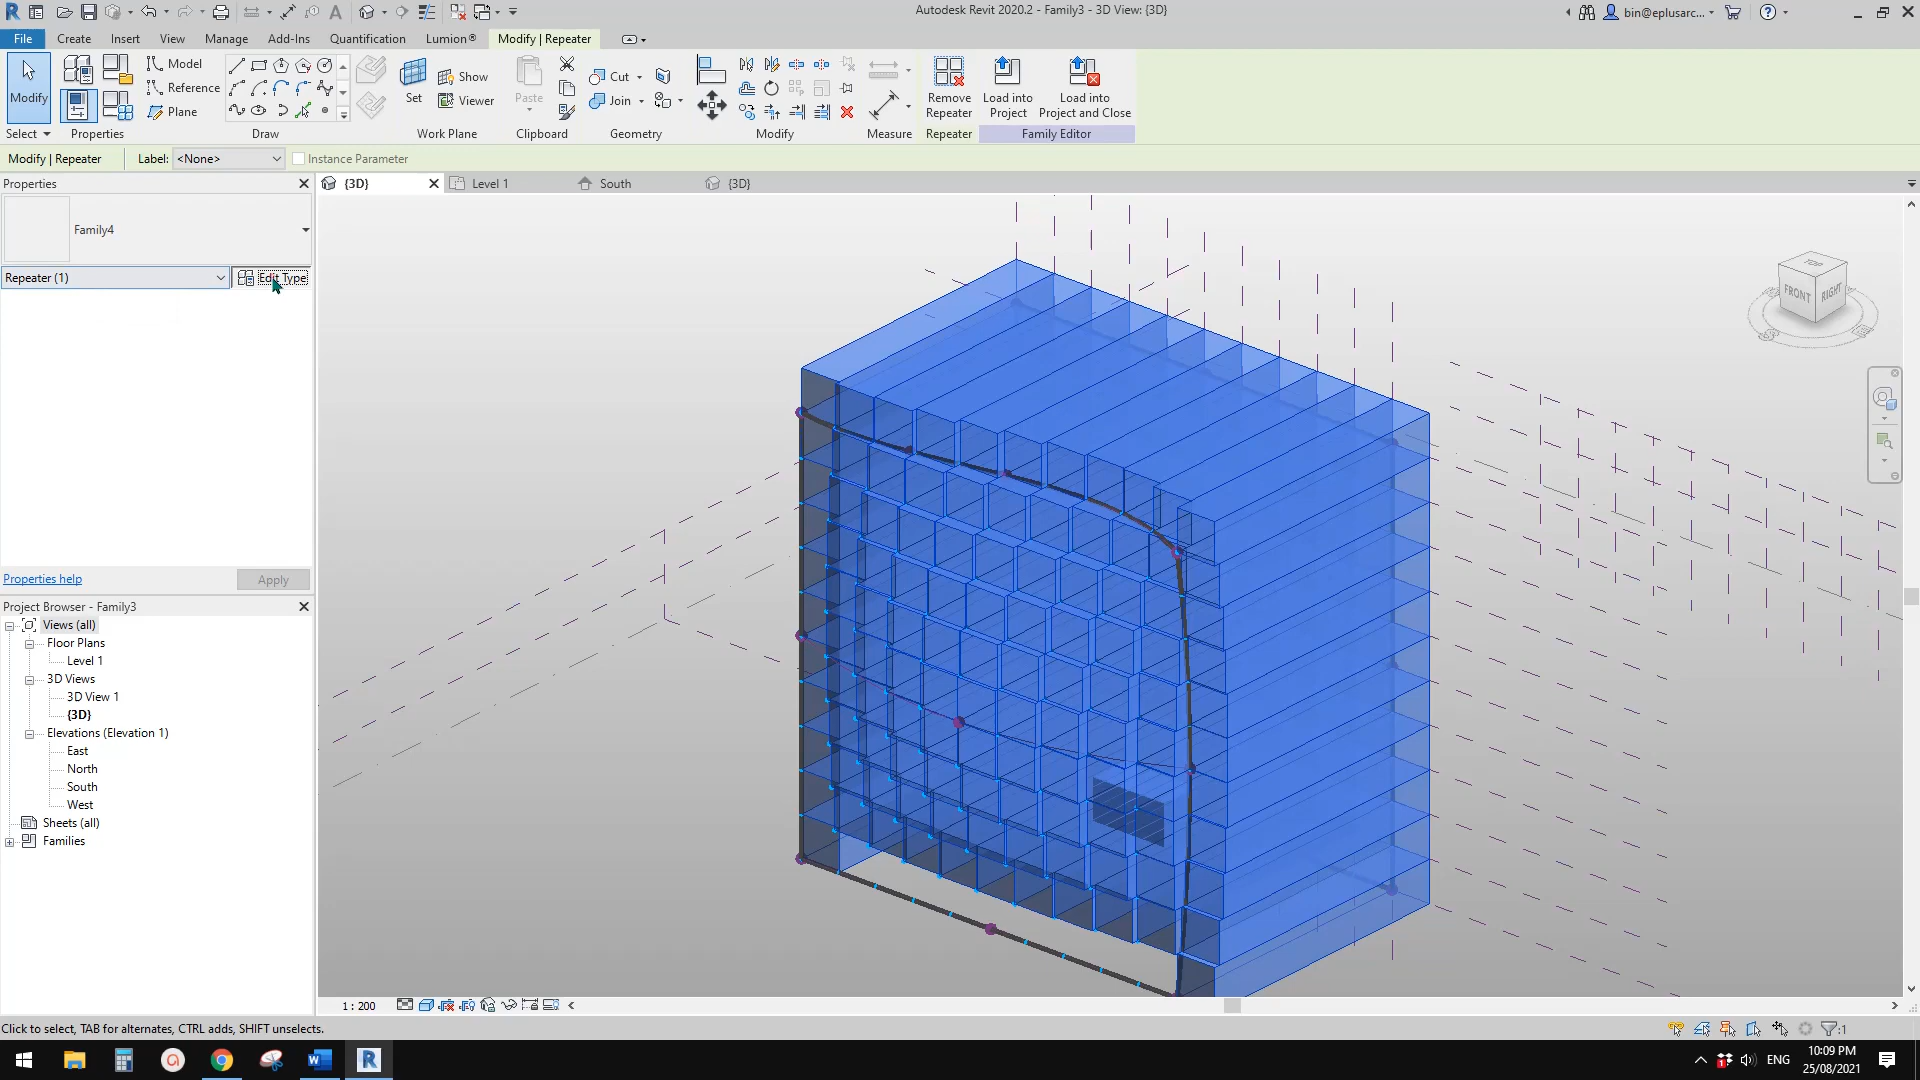 Autodesk Revit 2020.2 - Family3 - 3D View: {3D}
bin@eplusarc...
File Create Insert View Manage Add-Ins Quantification Lumion® Modify | Repeater
Modify
Select
Properties
Model
Reference
Plane
Draw
Set
Show
Viewer
Work Plane
Paste
Clipboard
Cut
Join
Geometry
Modify
Measure
Remove Repeater
Repeater
Load into Project
Load into Project and Close
Family Editor
Modify | Repeater Label: <None> Instance Parameter
Properties
{3D} Level 1 South {3D}
Family4
Repeater (1) Edit Type
TOP
FRONT
RIGHT
Properties help Apply
Project Browser - Family3
Views (all)
Floor Plans
Level 1
3D Views
3D View 1
{3D}
Elevations (Elevation 1)
East
North
South
West
Sheets (all)
Families
1 : 200
Click to select, TAB for alternates, CTRL adds, SHIFT unselects.
:1
ENG
10:09 PM
25/08/2021